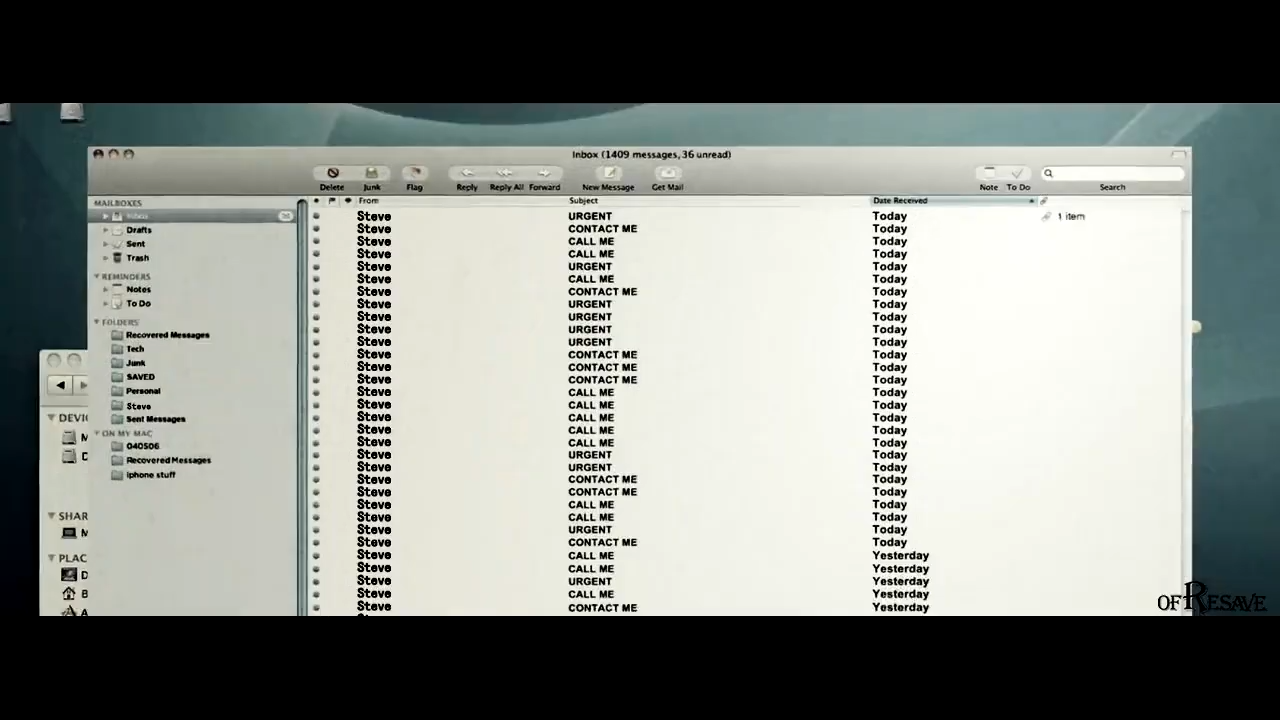 Inbox (1409 messages, 36 unread)
Delete Junk Flag Reply Reply All Forward New Message Get Mail Note To Do Search
MAILBOXES
Inbox
Drafts
Sent
Trash
REMINDERS
Notes
To Do
FOLDERS
Recovered Messages
Tech
Junk
SAVED
Personal
Steve
Sent Messages
ON MY MAC
040506
Recovered Messages
iphone stuff
From Subject Date Received
Steve URGENT Today 1 item
Steve CONTACT ME Today
Steve CALL ME Today
Steve CALL ME Today
Steve URGENT Today
Steve CALL ME Today
Steve CONTACT ME Today
Steve URGENT Today
Steve URGENT Today
Steve URGENT Today
Steve URGENT Today
Steve CONTACT ME Today
Steve CONTACT ME Today
Steve CONTACT ME Today
Steve CALL ME Today
Steve CALL ME Today
Steve CALL ME Today
Steve CALL ME Today
Steve CALL ME Today
Steve URGENT Today
Steve URGENT Today
Steve CONTACT ME Today
Steve CONTACT ME Today
Steve CALL ME Today
Steve CALL ME Today
Steve URGENT Today
Steve CONTACT ME Today
Steve CALL ME Yesterday
Steve CALL ME Yesterday
Steve URGENT Yesterday
Steve CALL ME Yesterday
Steve CONTACT ME Yesterday
DEVIC
M
D
SHAR
M
PLAC
D
B
A
OFRESAVE